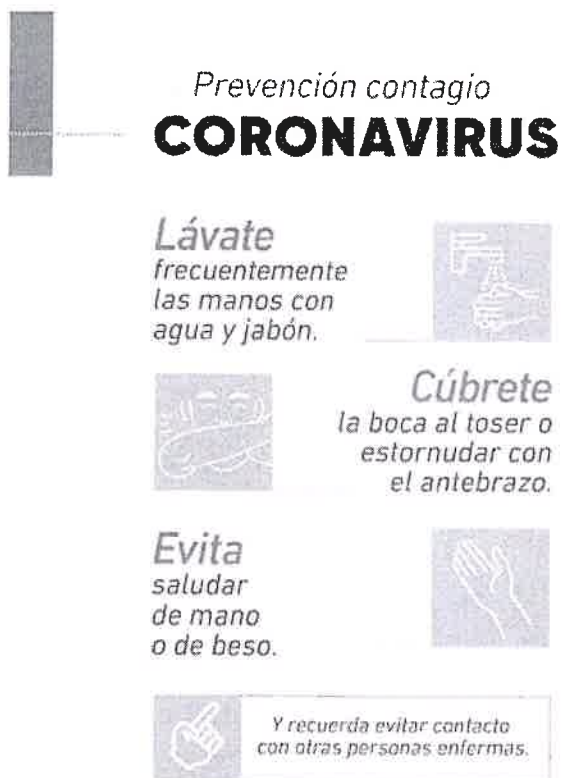 Prevención contagio
CORONAVIRUS
Lávate
frecuentemente
las manos con
agua y jabón.
Cúbrete
la boca al toser o
estornudar con
el antebrazo.
Evita
saludar
de mano
o de beso.
Y recuerda evitar contacto
con otras personas enfermas.